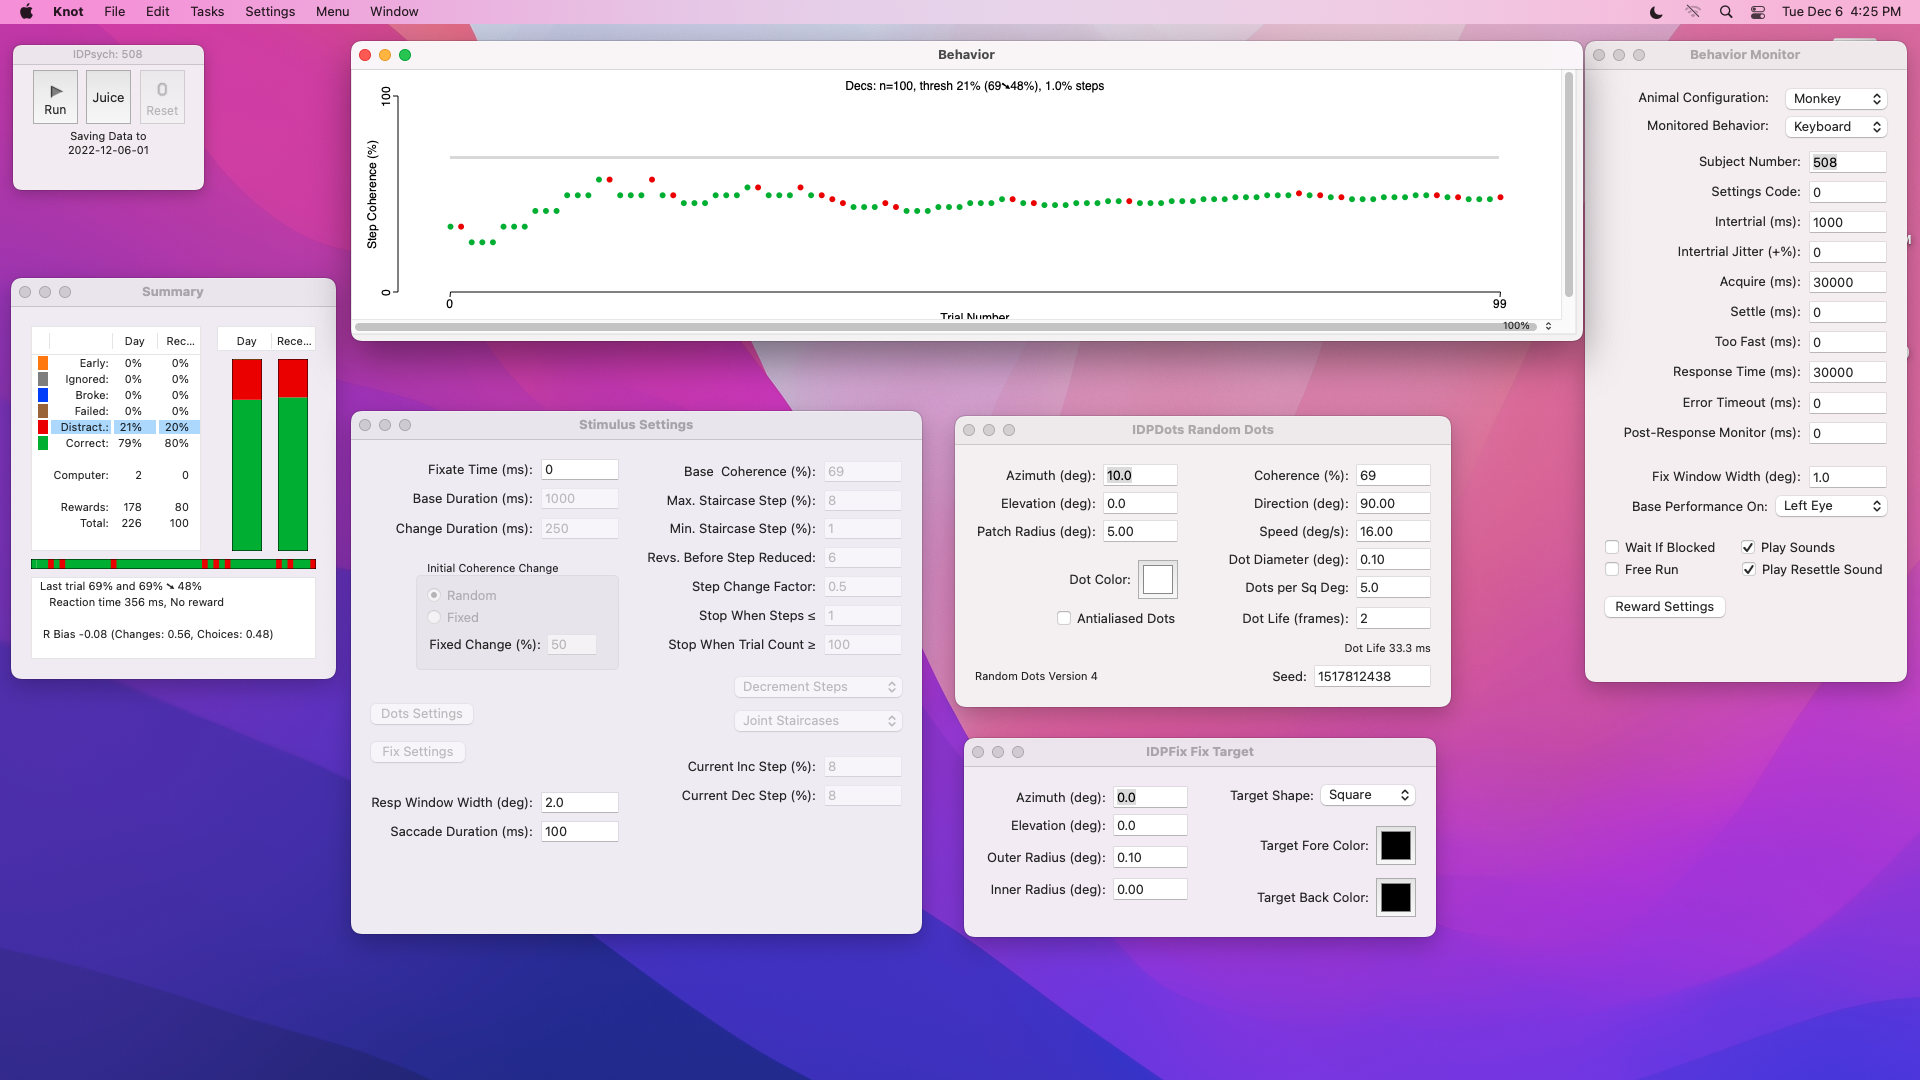 Knot File Edit Tasks Settings Menu Window Tue Dec 6 4:25 PM
IDPsych: 508
Run
Juice
0
Reset
Saving Data to
2022-12-06-01
Behavior
Decs: n=100, thresh 21% (69➘48%), 1.0% steps
Step Coherence (%)
100
0
0 99
Trial Number
100%
Summary
Day Rec... Day Rece...
Early: 0% 0%
Ignored: 0% 0%
Broke: 0% 0%
Failed: 0% 0%
Distract.: 21% 20%
Correct: 79% 80%
Computer: 2 0
Rewards: 178 80
Total: 226 100
Last trial 69% and 69% ➘ 48%
Reaction time 356 ms, No reward
R Bias -0.08 (Changes: 0.56, Choices: 0.48)
Stimulus Settings
Fixate Time (ms): 0
Base Duration (ms): 1000
Change Duration (ms): 250
Initial Coherence Change
Random
Fixed
Fixed Change (%): 50
Dots Settings
Fix Settings
Resp Window Width (deg): 2.0
Saccade Duration (ms): 100
Base Coherence (%): 69
Max. Staircase Step (%): 8
Min. Staircase Step (%): 1
Revs. Before Step Reduced: 6
Step Change Factor: 0.5
Stop When Steps ≤ 1
Stop When Trial Count ≥ 100
Decrement Steps
Joint Staircases
Current Inc Step (%): 8
Current Dec Step (%): 8
IDPDots Random Dots
Azimuth (deg): 10.0
Elevation (deg): 0.0
Patch Radius (deg): 5.00
Dot Color:
Antialiased Dots
Random Dots Version 4
Coherence (%): 69
Direction (deg): 90.00
Speed (deg/s): 16.00
Dot Diameter (deg): 0.10
Dots per Sq Deg: 5.0
Dot Life (frames): 2
Dot Life 33.3 ms
Seed: 1517812438
IDPFix Fix Target
Azimuth (deg): 0.0
Elevation (deg): 0.0
Outer Radius (deg): 0.10
Inner Radius (deg): 0.00
Target Shape: Square
Target Fore Color:
Target Back Color:
Behavior Monitor
Animal Configuration: Monkey
Monitored Behavior: Keyboard
Subject Number: 508
Settings Code: 0
Intertrial (ms): 1000
Intertrial Jitter (+%): 0
Acquire (ms): 30000
Settle (ms): 0
Too Fast (ms): 0
Response Time (ms): 30000
Error Timeout (ms): 0
Post-Response Monitor (ms): 0
Fix Window Width (deg): 1.0
Base Performance On: Left Eye
Wait If Blocked Play Sounds
Free Run Play Resettle Sound
Reward Settings